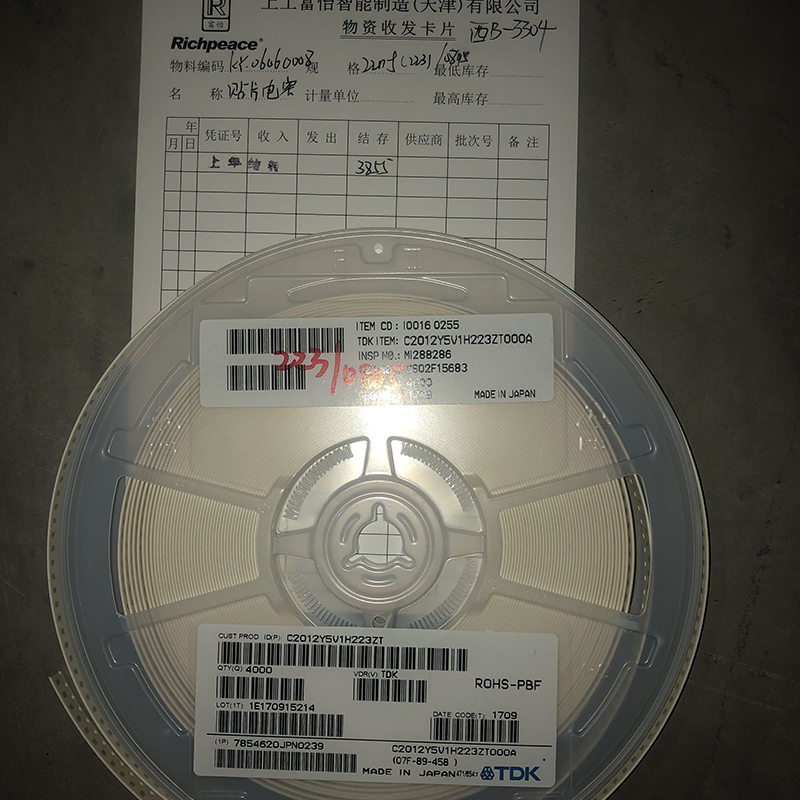 R
富怡
上工富怡智能制造(天津)有限公司
物资收发卡片 西B-3304
Richpeace
物料编码 规 格 最低库存
名 称 贴片电容 计量单位 最高库存
年 凭证号 收入 发出 结存 供应商 批次号 备注
月 日
上年结转 3855
ITEM CD : I0016 0255
TDK ITEM: C2012Y5V1H223ZT000A
INSP NO.: MI288286
2231/0805
MADE IN JAPAN
CUST PROD ID(P) C2012Y5V1H223ZT
QTY(Q) 4000
VDR(V) TDK
ROHS-PBF
LOT(1T) 1E170915214
DATE CODE(T) 1709
(1P) 7854620JPN0239
C2012Y5V1H223ZT000A
(07F-89-458 )
MADE IN JAPAN
TDK